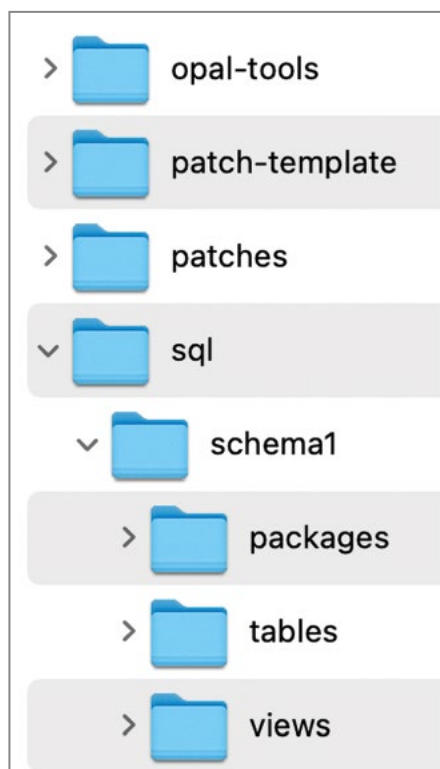 opal-tools
patch-template
patches
sql
schema1
packages
tables
views